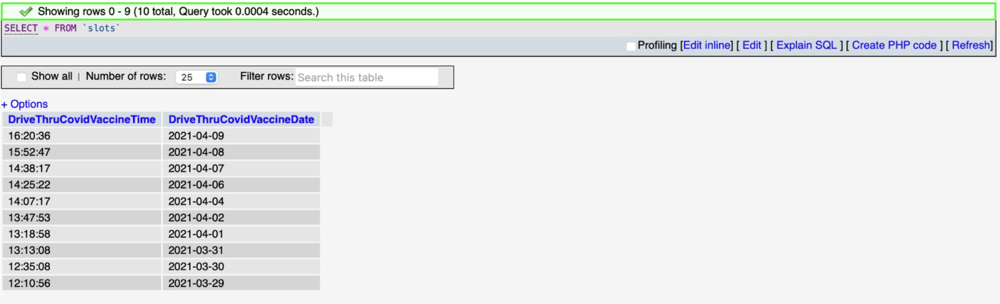 Showing rows 0 - 9 (10 total, Query took 0.0004 seconds.)
SELECT * FROM `slots`
Profiling [Edit inline] [ Edit ] [ Explain SQL ] [ Create PHP code ] [ Refresh]
Show all | Number of rows: 25 Filter rows: Search this table
+ Options
DriveThruCovidVaccineTime DriveThruCovidVaccineDate
16:20:36 2021-04-09
15:52:47 2021-04-08
14:38:17 2021-04-07
14:25:22 2021-04-06
14:07:17 2021-04-04
13:47:53 2021-04-02
13:18:58 2021-04-01
13:13:08 2021-03-31
12:35:08 2021-03-30
12:10:56 2021-03-29